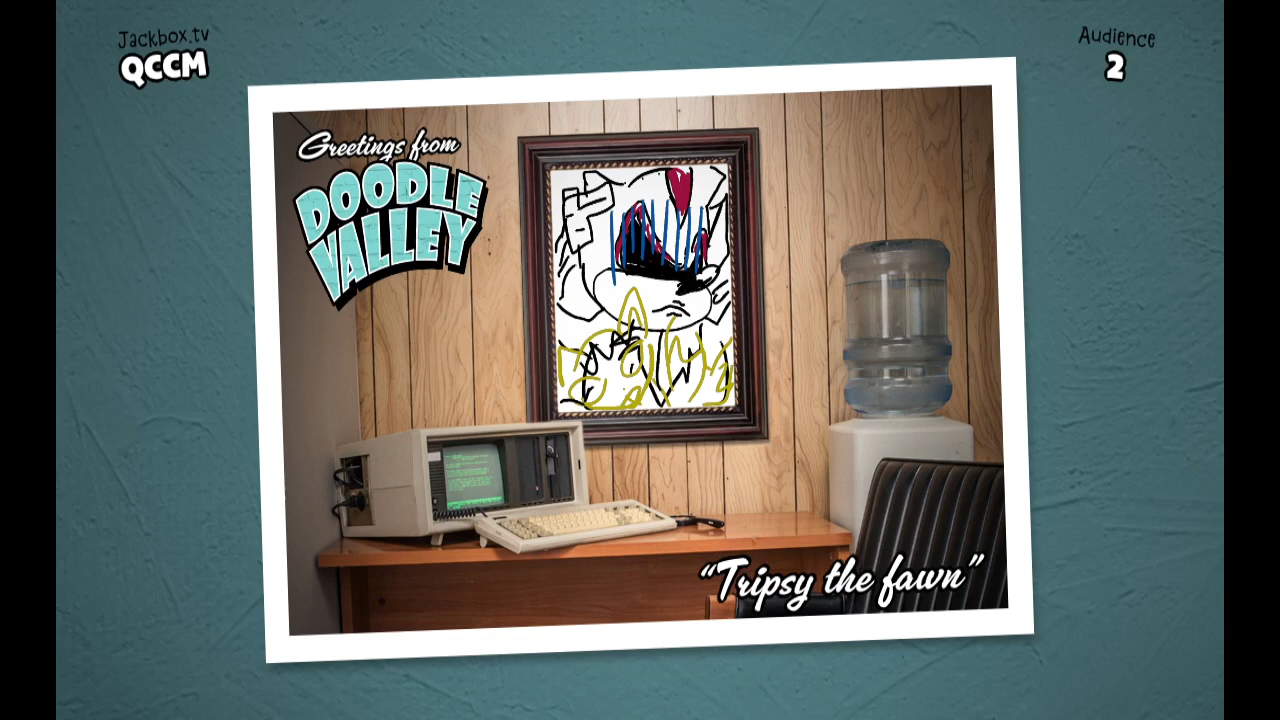 Jackbox.tv
QCCM
Audience
2
Greetings from
DOODLE
VALLEY
"Tripsy the fawn"